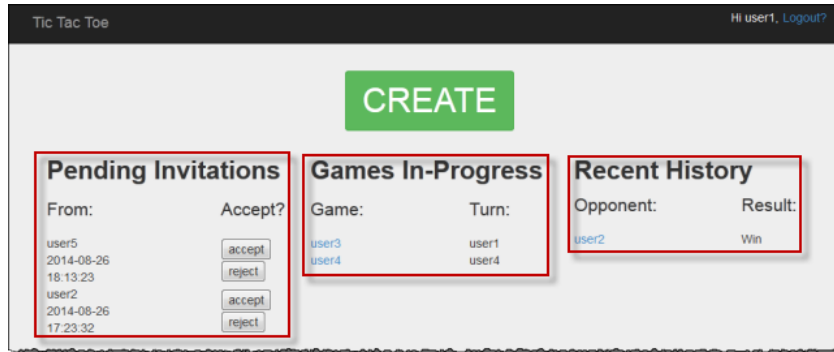 Tic Tac Toe
Hi user1, Logout?
CREATE
Pending Invitations
From: Accept?
user5
2014-08-26
18:13:23
accept
reject
user2
2014-08-26
17:23:32
accept
reject
Games In-Progress
Game: Turn:
user3 user1
user4 user4
Recent History
Opponent: Result:
user2 Win